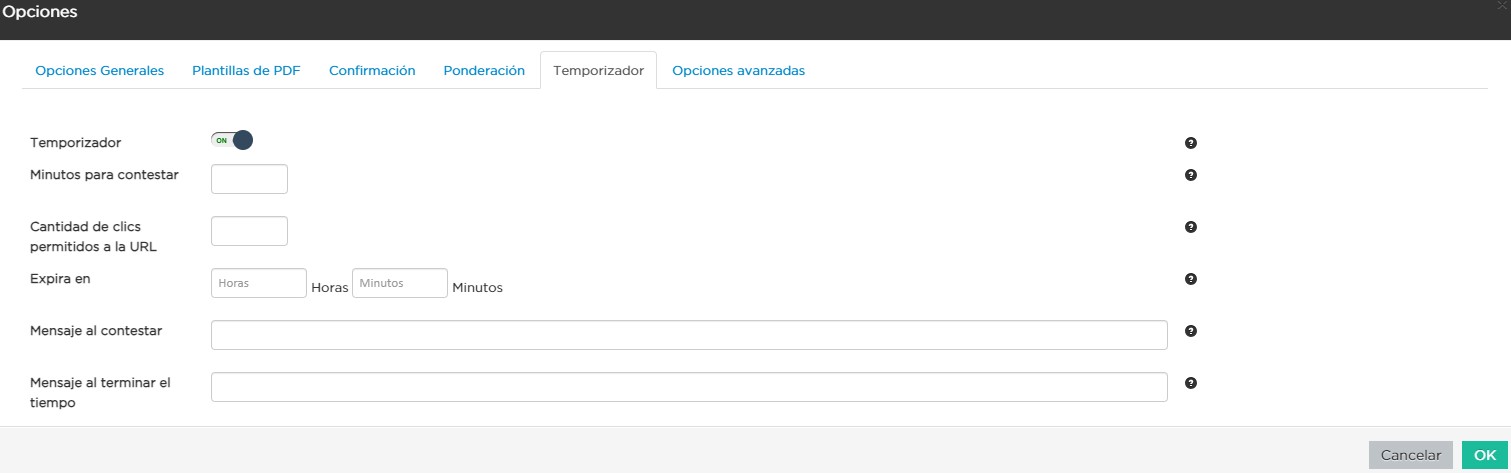 Opciones
Opciones Generales Plantillas de PDF Confirmación Ponderación Temporizador Opciones avanzadas
Temporizador ON ?
Minutos para contestar ?
Cantidad de clics
permitidos a la URL ?
Expira en Horas Horas Minutos Minutos ?
Mensaje al contestar ?
Mensaje al terminar el
tiempo ?
Cancelar OK